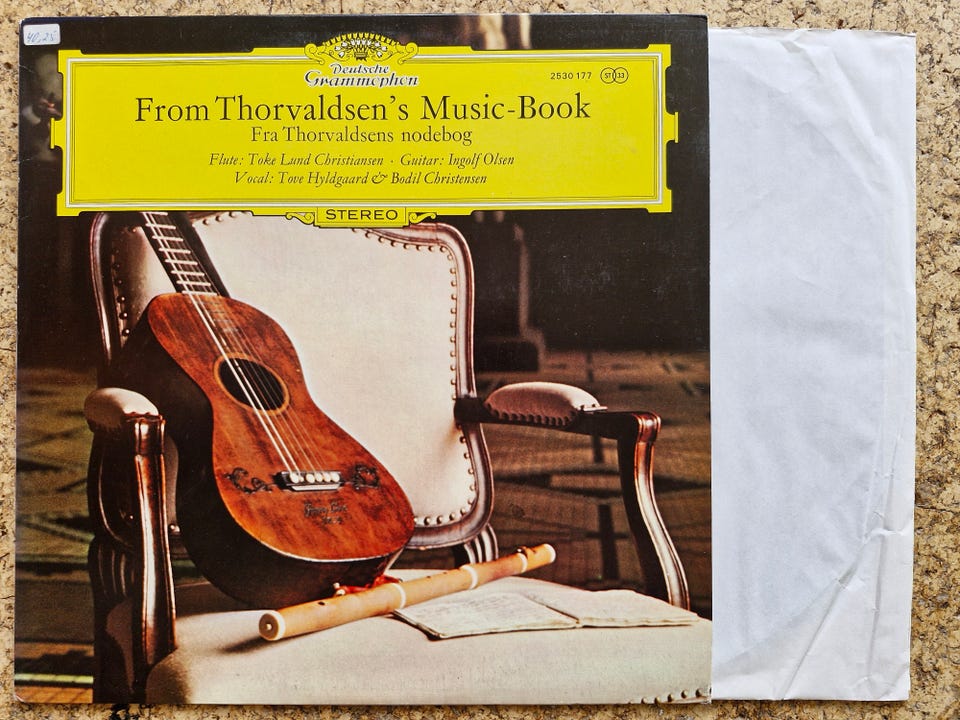 40,25
Deutsche
Grammophon
2530 177 ST 33
From Thorvaldsen's Music-Book
Fra Thorvaldsens nodebog
Flute: Toke Lund Christiansen · Guitar: Ingolf Olsen
Vocal: Tove Hyldgaard & Bodil Christensen
STEREO